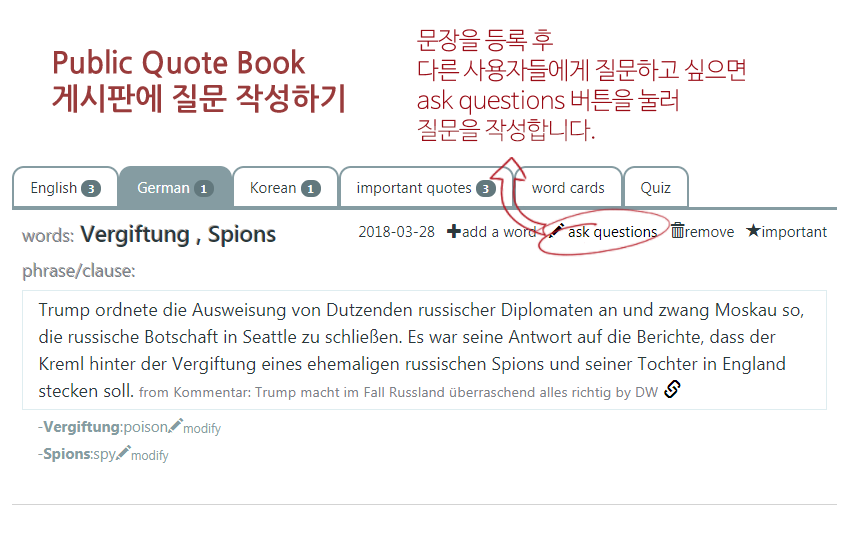 Public Quote Book
게시판에 질문 작성하기
문장을 등록 후
다른 사용자들에게 질문하고 싶으면
ask questions 버튼을 눌러
질문을 작성합니다.
English 3 German 1 Korean 1 important quotes 3 word cards Quiz
words: Vergiftung , Spions 2018-03-28 add a word ask questions remove important
phrase/clause:
Trump ordnete die Ausweisung von Dutzenden russischer Diplomaten an und zwang Moskau so,
die russische Botschaft in Seattle zu schließen. Es war seine Antwort auf die Berichte, dass der
Kreml hinter der Vergiftung eines ehemaligen russischen Spions und seiner Tochter in England
stecken soll. from Kommentar: Trump macht im Fall Russland überraschend alles richtig by DW
-Vergiftung:poison modify
-Spions:spy modify